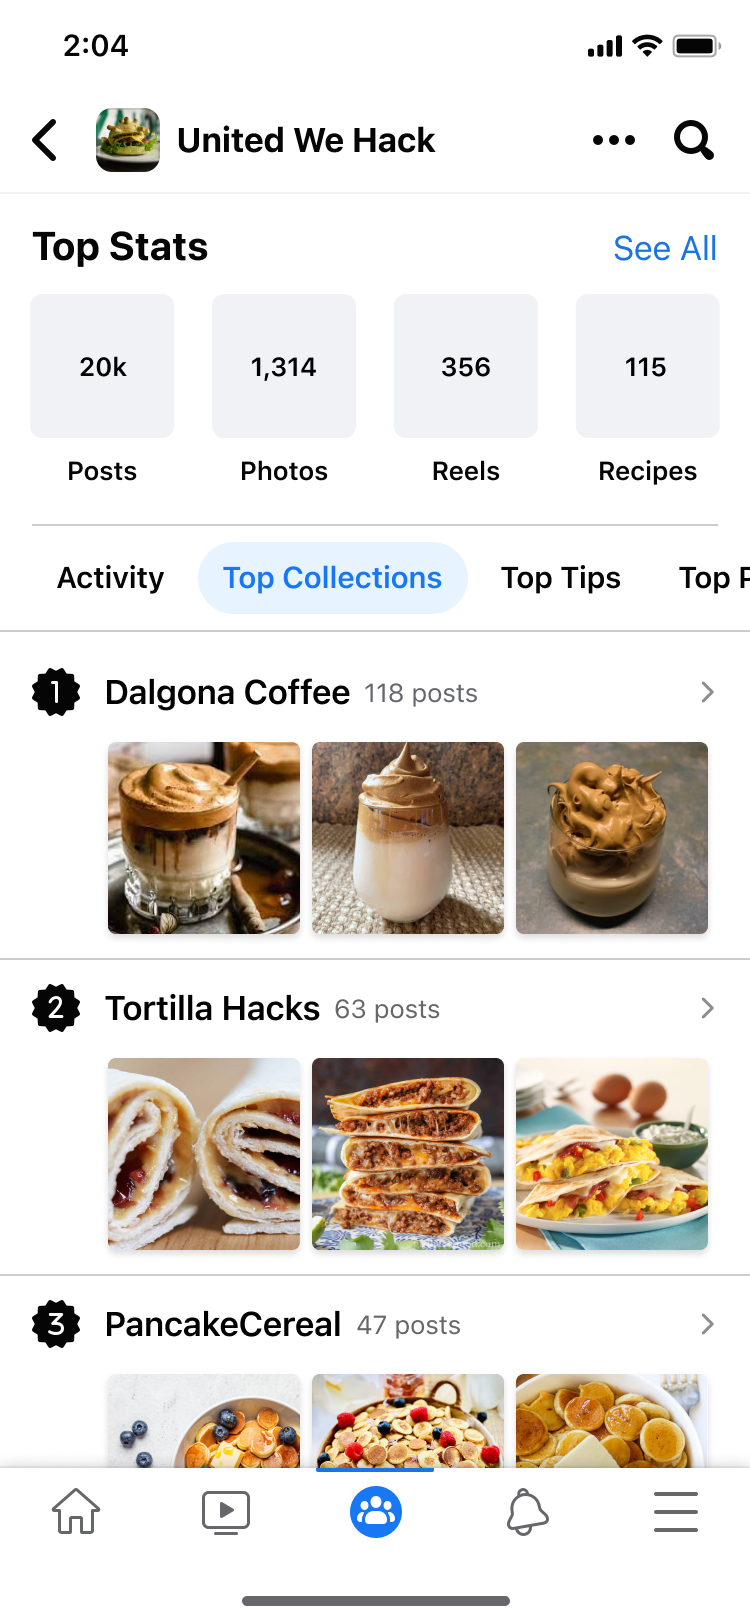 2:04
United We Hack
Top Stats
See All
20k
1,314
356
115
Posts
Photos
Reels
Recipes
Activity
Top Collections
Top Tips
Top P
1
Dalgona Coffee 118 posts
2
Tortilla Hacks 63 posts
3
PancakeCereal 47 posts